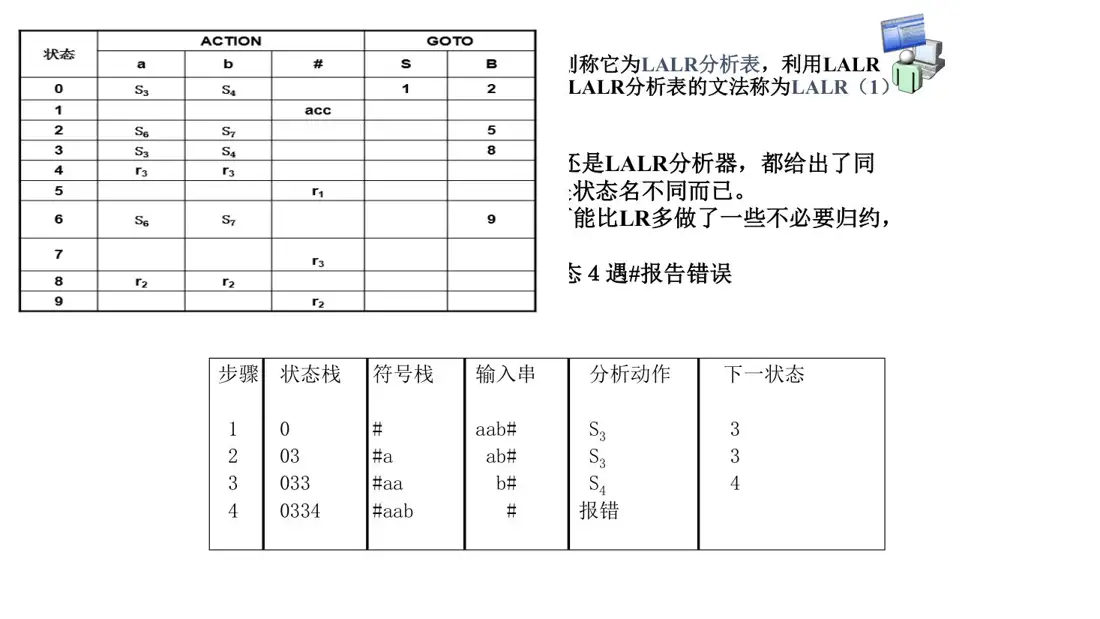 状态 ACTION GOTO
a b # S B
0 S3 S4 1 2
1 acc
2 S6 S7 5
3 S3 S4 8
4 r3 r3
5 r1
6 S6 S7 9
7 r3
8 r2 r2
9 r2
称它为LALR分析表，利用LALR
LALR分析表的文法称为LALR（1）
还是LALR分析器，都给出了同
状态名不同而已。
能比LR多做了一些不必要归约，
态 4 遇#报告错误
步骤 状态栈 符号栈 输入串 分析动作 下一状态
1 0 # aab# S3 3
2 03 #a ab# S3 3
3 033 #aa b# S4 4
4 0334 #aab # 报错